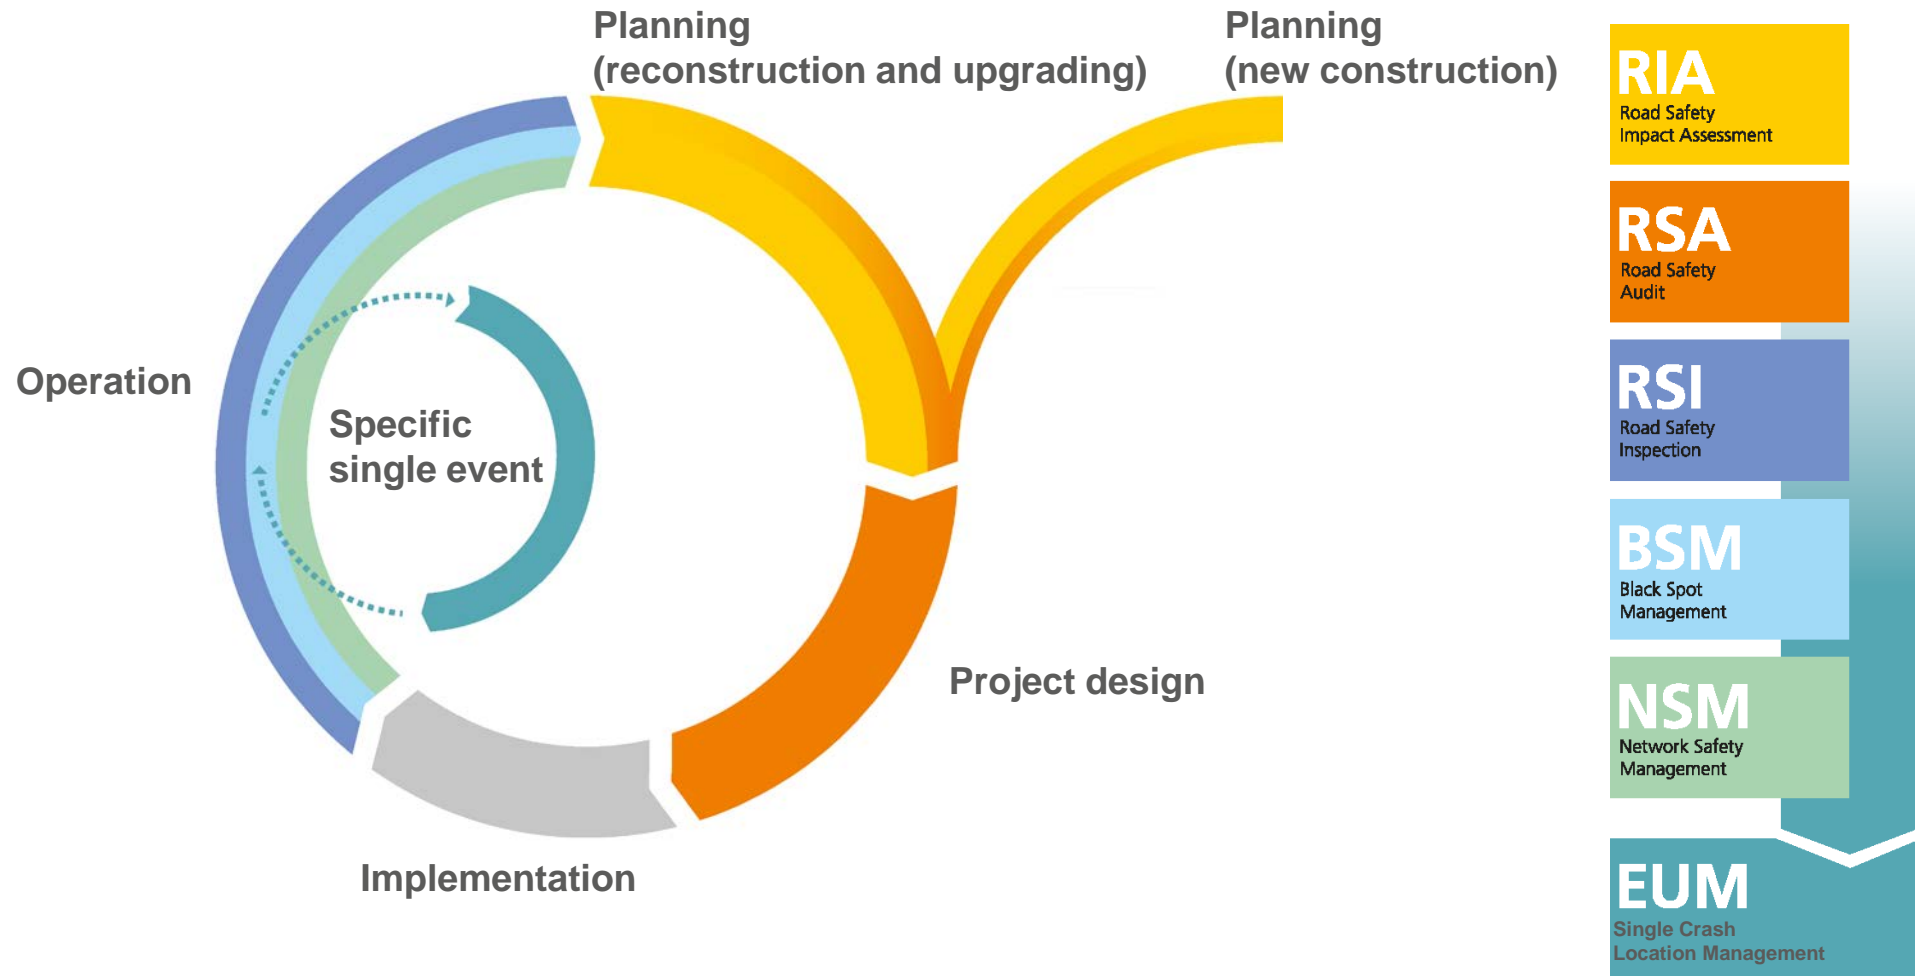 Planning
(reconstruction and upgrading)
Planning
(new construction)
Operation
Specific
single event
Project design
Implementation
RIA
Road Safety
Impact Assessment
RSA
Road Safety
Audit
RSI
Road Safety
Inspection
BSM
Black Spot
Management
NSM
Network Safety
Management
EUM
Single Crash
Location Management